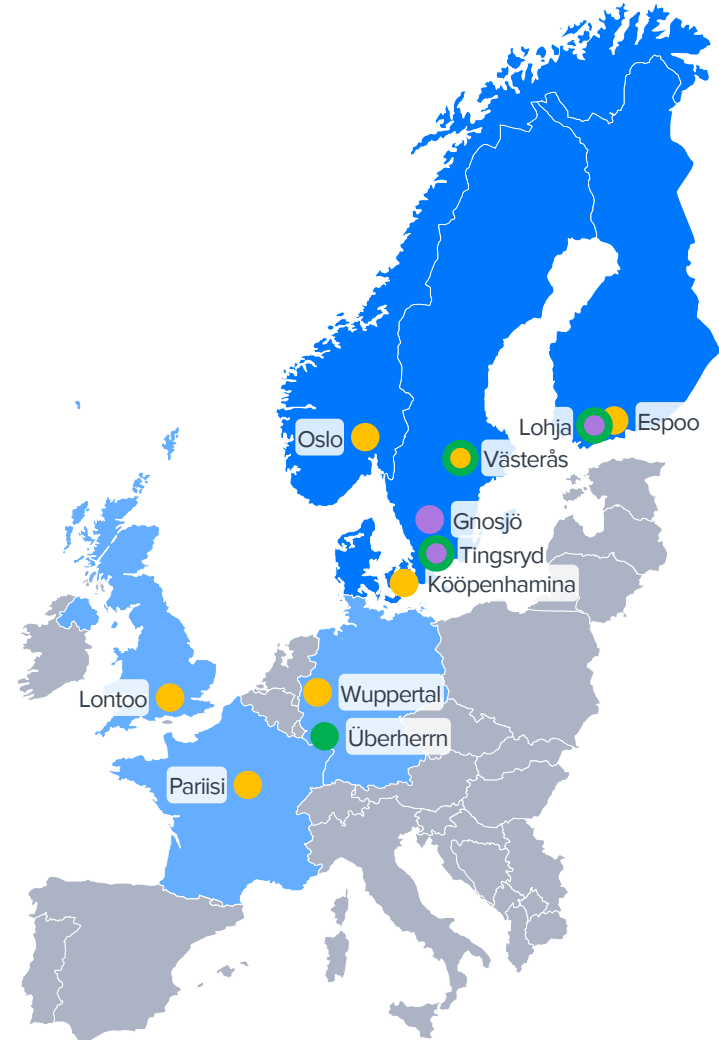 Oslo
Lohja
Espoo
Västerås
Gnosjö
Tingsryd
Kööpenhamina
Lontoo
Wuppertal
Überherrn
Pariisi